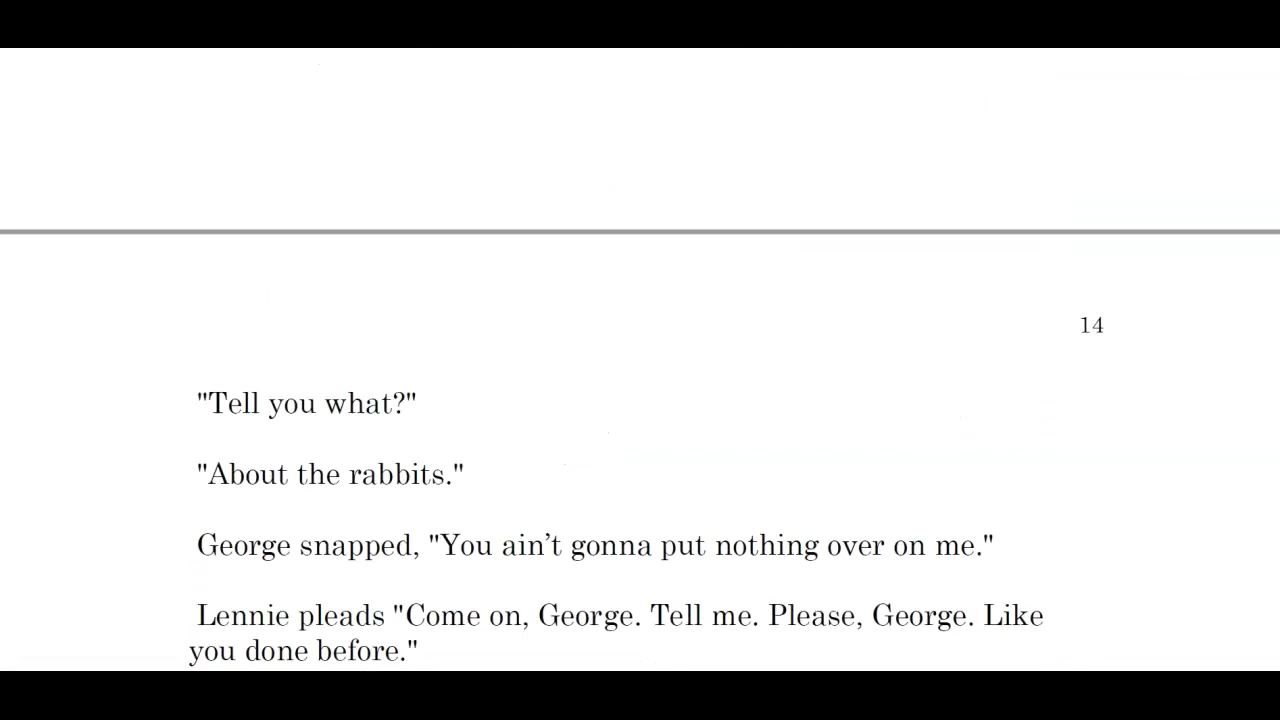 14
"Tell you what?"
"About the rabbits."
George snapped, "You ain’t gonna put nothing over on me."
Lennie pleads "Come on, George. Tell me. Please, George. Like
you done before."